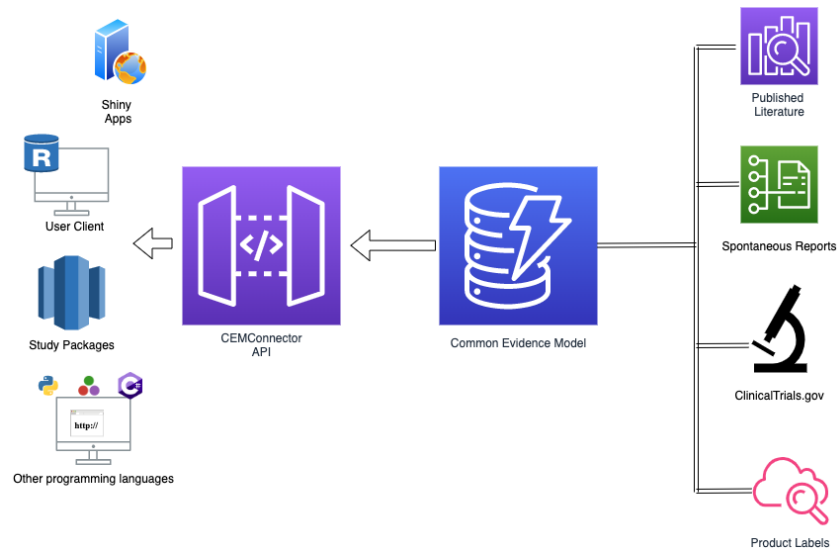 Shiny
Apps
R
User Client
Study Packages
http://
Other programming languages
</>
CEMConnector
API
Common Evidence Model
Published
Literature
Spontaneous Reports
ClinicalTrials.gov
Product Labels